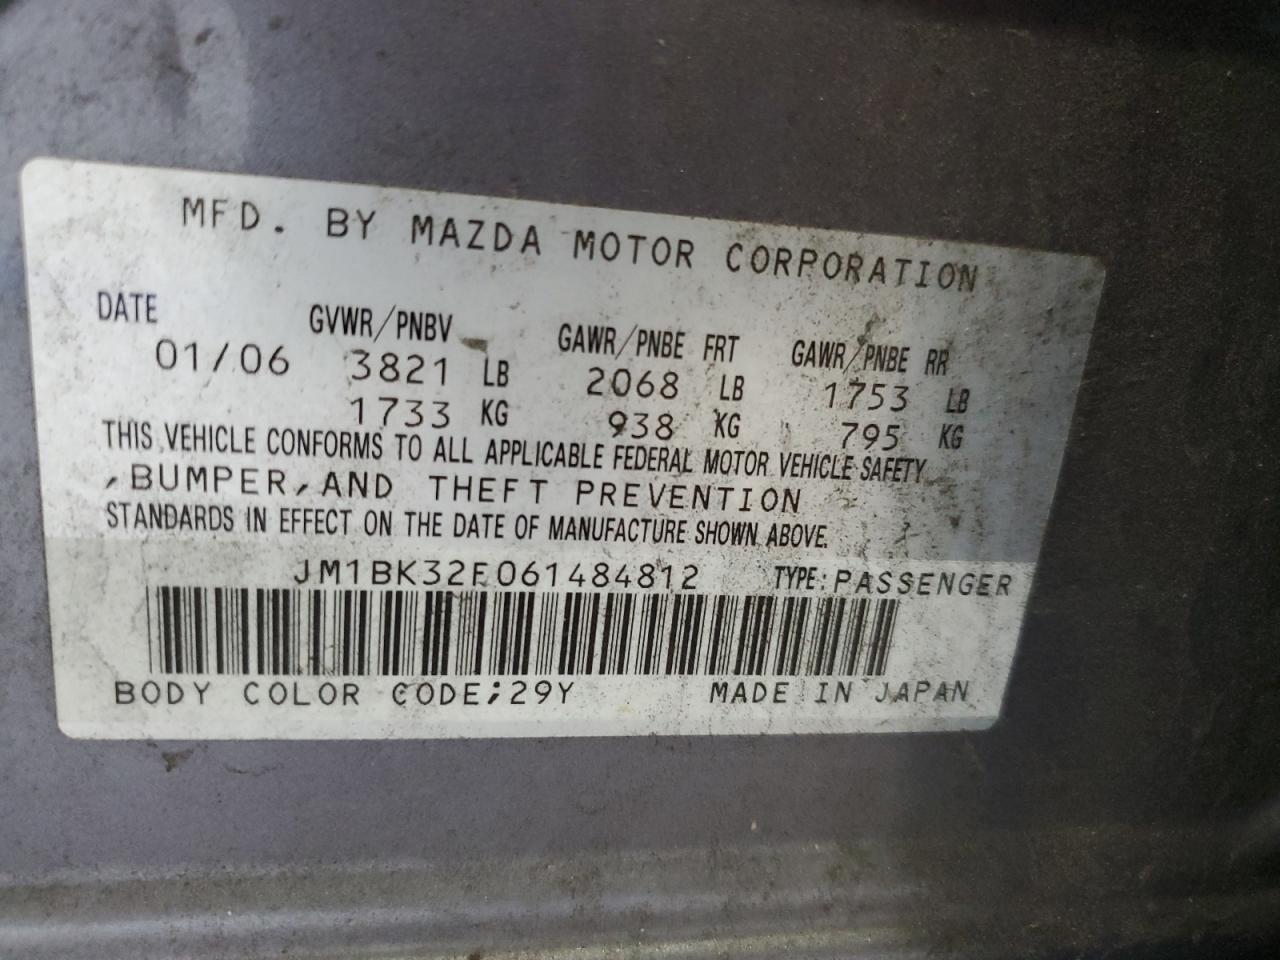 MFD. BY MAZDA MOTOR CORPORATION
DATE GVWR/PNBV GAWR/PNBE FRT GAWR/PNBE RR
01/06 3821 LB 2068 LB 1753 LB
1733 KG 938 KG 795 KG
THIS VEHICLE CONFORMS TO ALL APPLICABLE FEDERAL MOTOR VEHICLE SAFETY
,BUMPER,AND THEFT PREVENTION
STANDARDS IN EFFECT ON THE DATE OF MANUFACTURE SHOWN ABOVE.
JM1BK32F061484812 TYPE:PASSENGER
BODY COLOR CODE;29Y MADE IN JAPAN